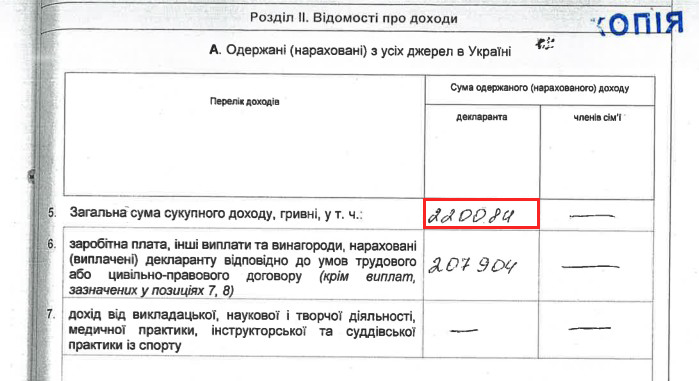 Розділ II. Відомості про доходи
КОПІЯ
А. Одержані (нараховані) з усіх джерел в Україні
Перелік доходів
Сума одержаного (нарахованого) доходу
декларанта
членів сім'ї
5. Загальна сума сукупного доходу, гривні, у т. ч.:
220084
—
6. заробітна плата, інші виплати та винагороди, нараховані
(виплачені) декларанту відповідно до умов трудового
або цивільно-правового договору (крім виплат,
зазначених у позиціях 7, 8)
207904
—
7. дохід від викладацької, наукової і творчої діяльності,
медичної практики, інструкторської та суддівської
практики із спорту
—
—